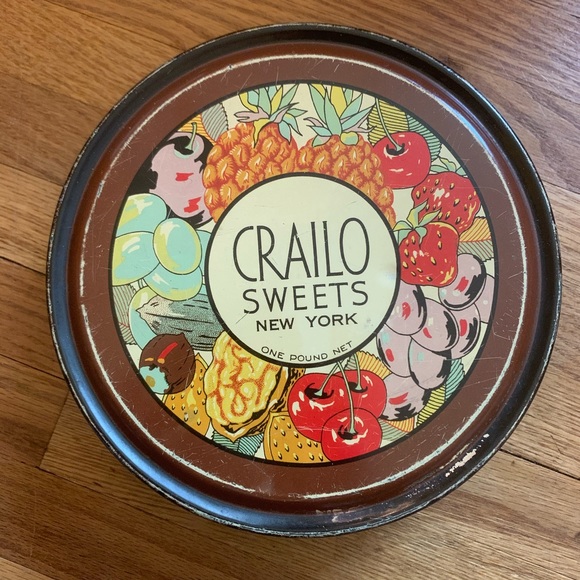 CRAILO
SWEETS
NEW YORK
ONE POUND NET